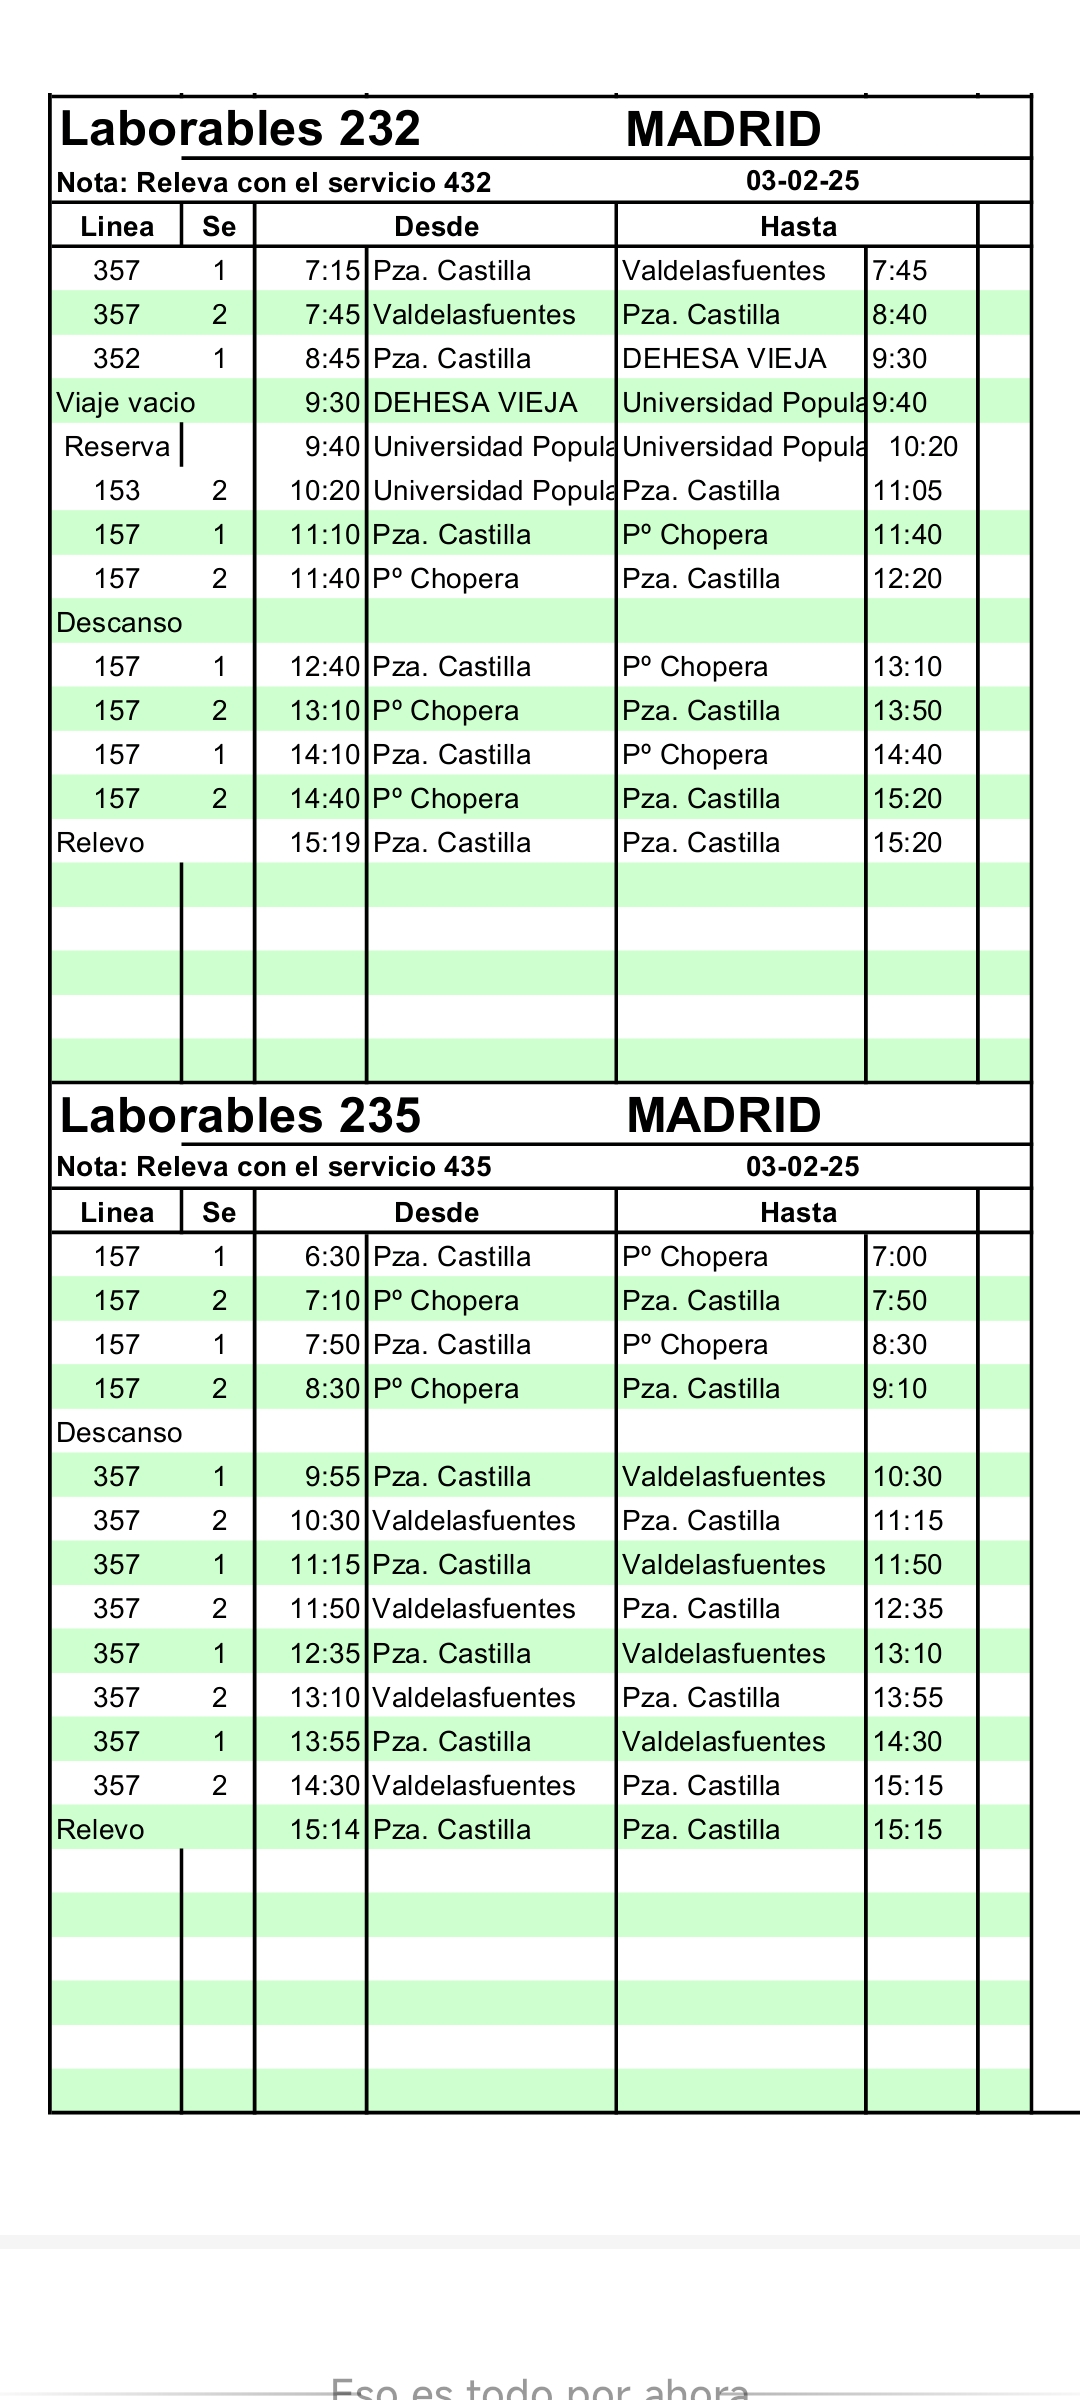 Laborables 232 MADRID
Nota: Releva con el servicio 432 03-02-25
Linea Se Desde Hasta
357 1 7:15 Pza. Castilla Valdelasfuentes 7:45
357 2 7:45 Valdelasfuentes Pza. Castilla 8:40
352 1 8:45 Pza. Castilla DEHESA VIEJA 9:30
Viaje vacio 9:30 DEHESA VIEJA Universidad Popula 9:40
Reserva 9:40 Universidad Popula Universidad Popula 10:20
153 2 10:20 Universidad Popula Pza. Castilla 11:05
157 1 11:10 Pza. Castilla Pº Chopera 11:40
157 2 11:40 Pº Chopera Pza. Castilla 12:20
Descanso
157 1 12:40 Pza. Castilla Pº Chopera 13:10
157 2 13:10 Pº Chopera Pza. Castilla 13:50
157 1 14:10 Pza. Castilla Pº Chopera 14:40
157 2 14:40 Pº Chopera Pza. Castilla 15:20
Relevo 15:19 Pza. Castilla Pza. Castilla 15:20
Laborables 235 MADRID
Nota: Releva con el servicio 435 03-02-25
Linea Se Desde Hasta
157 1 6:30 Pza. Castilla Pº Chopera 7:00
157 2 7:10 Pº Chopera Pza. Castilla 7:50
157 1 7:50 Pza. Castilla Pº Chopera 8:30
157 2 8:30 Pº Chopera Pza. Castilla 9:10
Descanso
357 1 9:55 Pza. Castilla Valdelasfuentes 10:30
357 2 10:30 Valdelasfuentes Pza. Castilla 11:15
357 1 11:15 Pza. Castilla Valdelasfuentes 11:50
357 2 11:50 Valdelasfuentes Pza. Castilla 12:35
357 1 12:35 Pza. Castilla Valdelasfuentes 13:10
357 2 13:10 Valdelasfuentes Pza. Castilla 13:55
357 1 13:55 Pza. Castilla Valdelasfuentes 14:30
357 2 14:30 Valdelasfuentes Pza. Castilla 15:15
Relevo 15:14 Pza. Castilla Pza. Castilla 15:15
Eso es todo por ahora